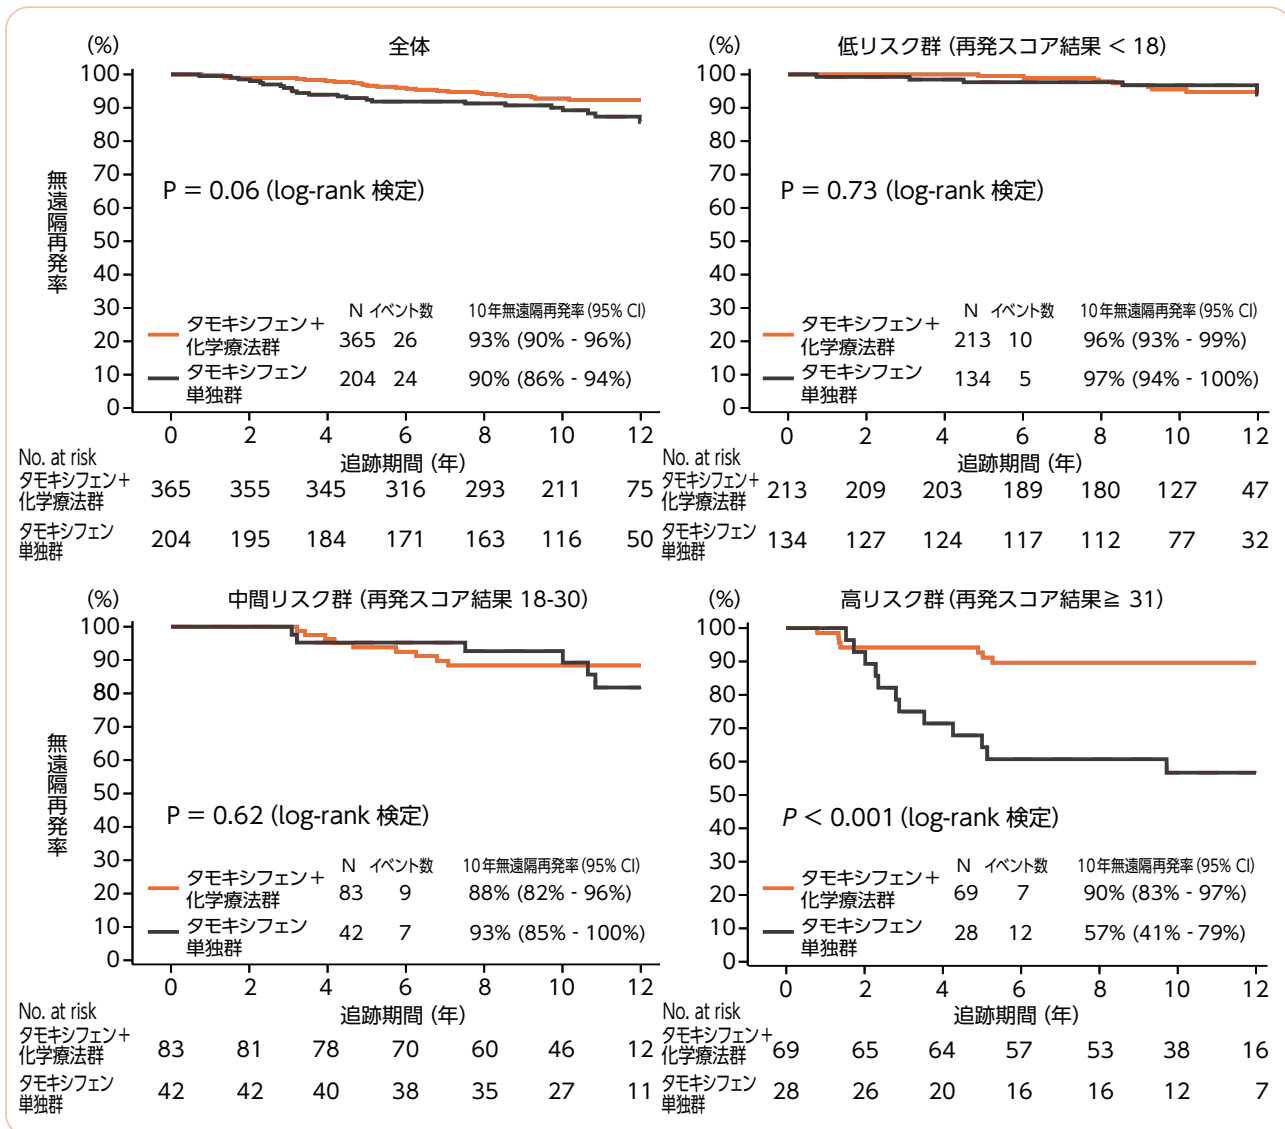 (%)
全体
100
90
80
70
60
50
40
30
20
10
0
無遠隔再発率
P = 0.06 (log-rank 検定)
N イベント数 10年無遠隔再発率 (95% CI)
タモキシフェン+
化学療法群
365 26 93% (90% - 96%)
タモキシフェン
単独群
204 24 90% (86% - 94%)
0 2 4 6 8 10 12
追跡期間 (年)
No. at risk
タモキシフェン+
化学療法群
365 355 345 316 293 211 75
タモキシフェン
単独群
204 195 184 171 163 116 50
(%)
低リスク群 (再発スコア結果 < 18)
100
90
80
70
60
50
40
30
20
10
0
P = 0.73 (log-rank 検定)
N イベント数 10年無遠隔再発率 (95% CI)
タモキシフェン+
化学療法群
213 10 96% (93% - 99%)
タモキシフェン
単独群
134 5 97% (94% - 100%)
0 2 4 6 8 10 12
追跡期間 (年)
No. at risk
タモキシフェン+
化学療法群
213 209 203 189 180 127 47
タモキシフェン
単独群
134 127 124 117 112 77 32
(%)
中間リスク群 (再発スコア結果 18-30)
100
90
80
70
60
50
40
30
20
10
0
無遠隔再発率
P = 0.62 (log-rank 検定)
N イベント数 10年無遠隔再発率 (95% CI)
タモキシフェン+
化学療法群
83 9 88% (82% - 96%)
タモキシフェン
単独群
42 7 93% (85% - 100%)
0 2 4 6 8 10 12
追跡期間 (年)
No. at risk
タモキシフェン+
化学療法群
83 81 78 70 60 46 12
タモキシフェン
単独群
42 42 40 38 35 27 11
(%)
高リスク群 (再発スコア結果≧ 31)
100
90
80
70
60
50
40
30
20
10
0
P < 0.001 (log-rank 検定)
N イベント数 10年無遠隔再発率 (95% CI)
タモキシフェン+
化学療法群
69 7 90% (83% - 97%)
タモキシフェン
単独群
28 12 57% (41% - 79%)
0 2 4 6 8 10 12
追跡期間 (年)
No. at risk
タモキシフェン+
化学療法群
69 65 64 57 53 38 16
タモキシフェン
単独群
28 26 20 16 16 12 7